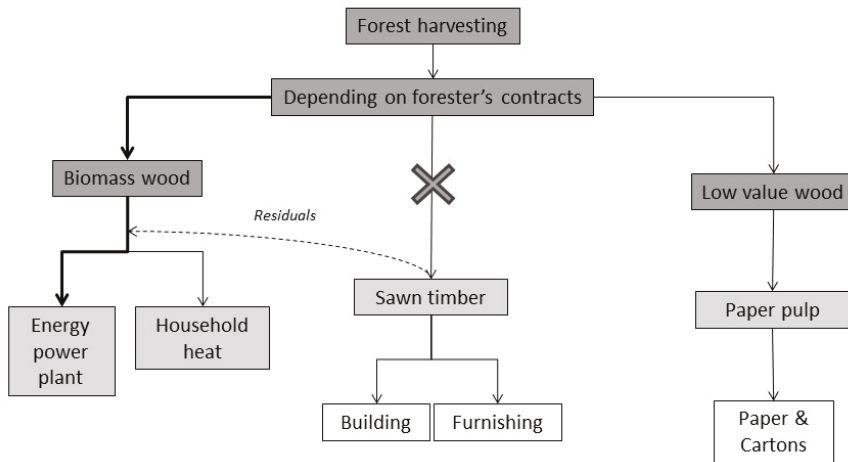 Forest harvesting
Depending on forester's contracts
Biomass wood
Low value wood
Residuals
Sawn timber
Paper pulp
Energy
power
plant
Household
heat
Building
Furnishing
Paper &
Cartons